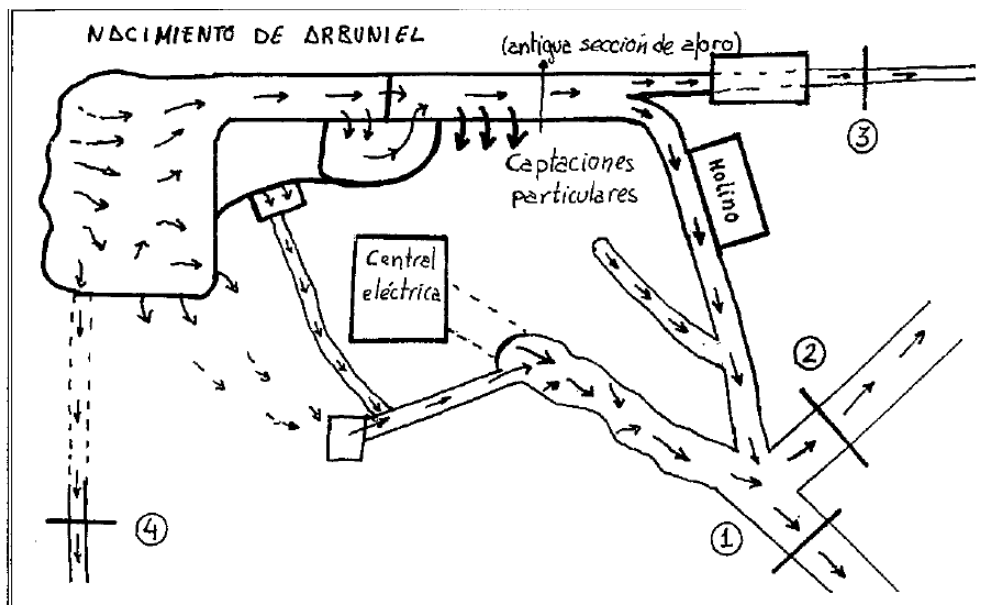 NACIMIENTO DE ARBUNIEL
(antigua sección de aforo)
3
Captaciones
particulares
Molino
Central
eléctrica
2
4
1